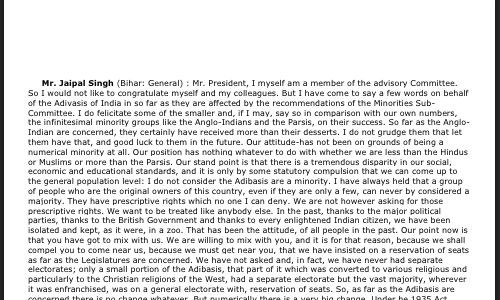 Mr. Jaipal Singh (Bihar: General) : Mr. President, I myself am a member of the advisory Committee.
So I would not like to congratulate myself and my colleagues. But I have come to say a few words on behalf
of the Adivasis of India in so far as they are affected by the recommendations of the Minorities Sub-
Committee. I do felicitate some of the smaller and, if I may, say so in comparison with our own numbers,
the infinitesimal minority groups like the Anglo-Indians and the Parsis, on their success. So far as the Anglo-
Indian are concerned, they certainly have received more than their desserts. I do not grudge them that let
them have that, and good luck to them in the future. Our attitude-has not been on grounds of being a
numerical minority at all. Our position has nothing whatever to do with whether we are less than the Hindus
or Muslims or more than the Parsis. Our stand point is that there is a tremendous disparity in our social,
economic and educational standards, and it is only by some statutory compulsion that we can come up to
the general population level: I do not consider the Adibasis are a minority. I have always held that a group
of people who are the original owners of this country, even if they are only a few, can never by considered a
majority. They have prescriptive rights which no one can deny. We are not however asking for those
prescriptive rights. We want to be treated like anybody else. In the past, thanks to the major political
parties, thanks to the British Government and thanks to every enlightened Indian citizen, we have been
isolated and kept, as it were, in a zoo. That has been the attitude, of all people in the past. Our point now is
that you have got to mix with us. We are willing to mix with you, and it is for that reason, because we shall
compel you to come near us, because we must get near you, that we have insisted on a reservation of seats
as far as the Legislatures are concerned. We have not asked and, in fact, we have never had separate
electorates; only a small portion of the Adibasis, that part of it which was converted to various religious and
particularly to the Christian religions of the West, had a separate electorate but the vast majority, wherever
it was enfranchised, was on a general electorate with, reservation of seats. So, as far as the Adibasis are
concerned there is no change whatever. But numerically there is a very big change. Under he 1935 Act